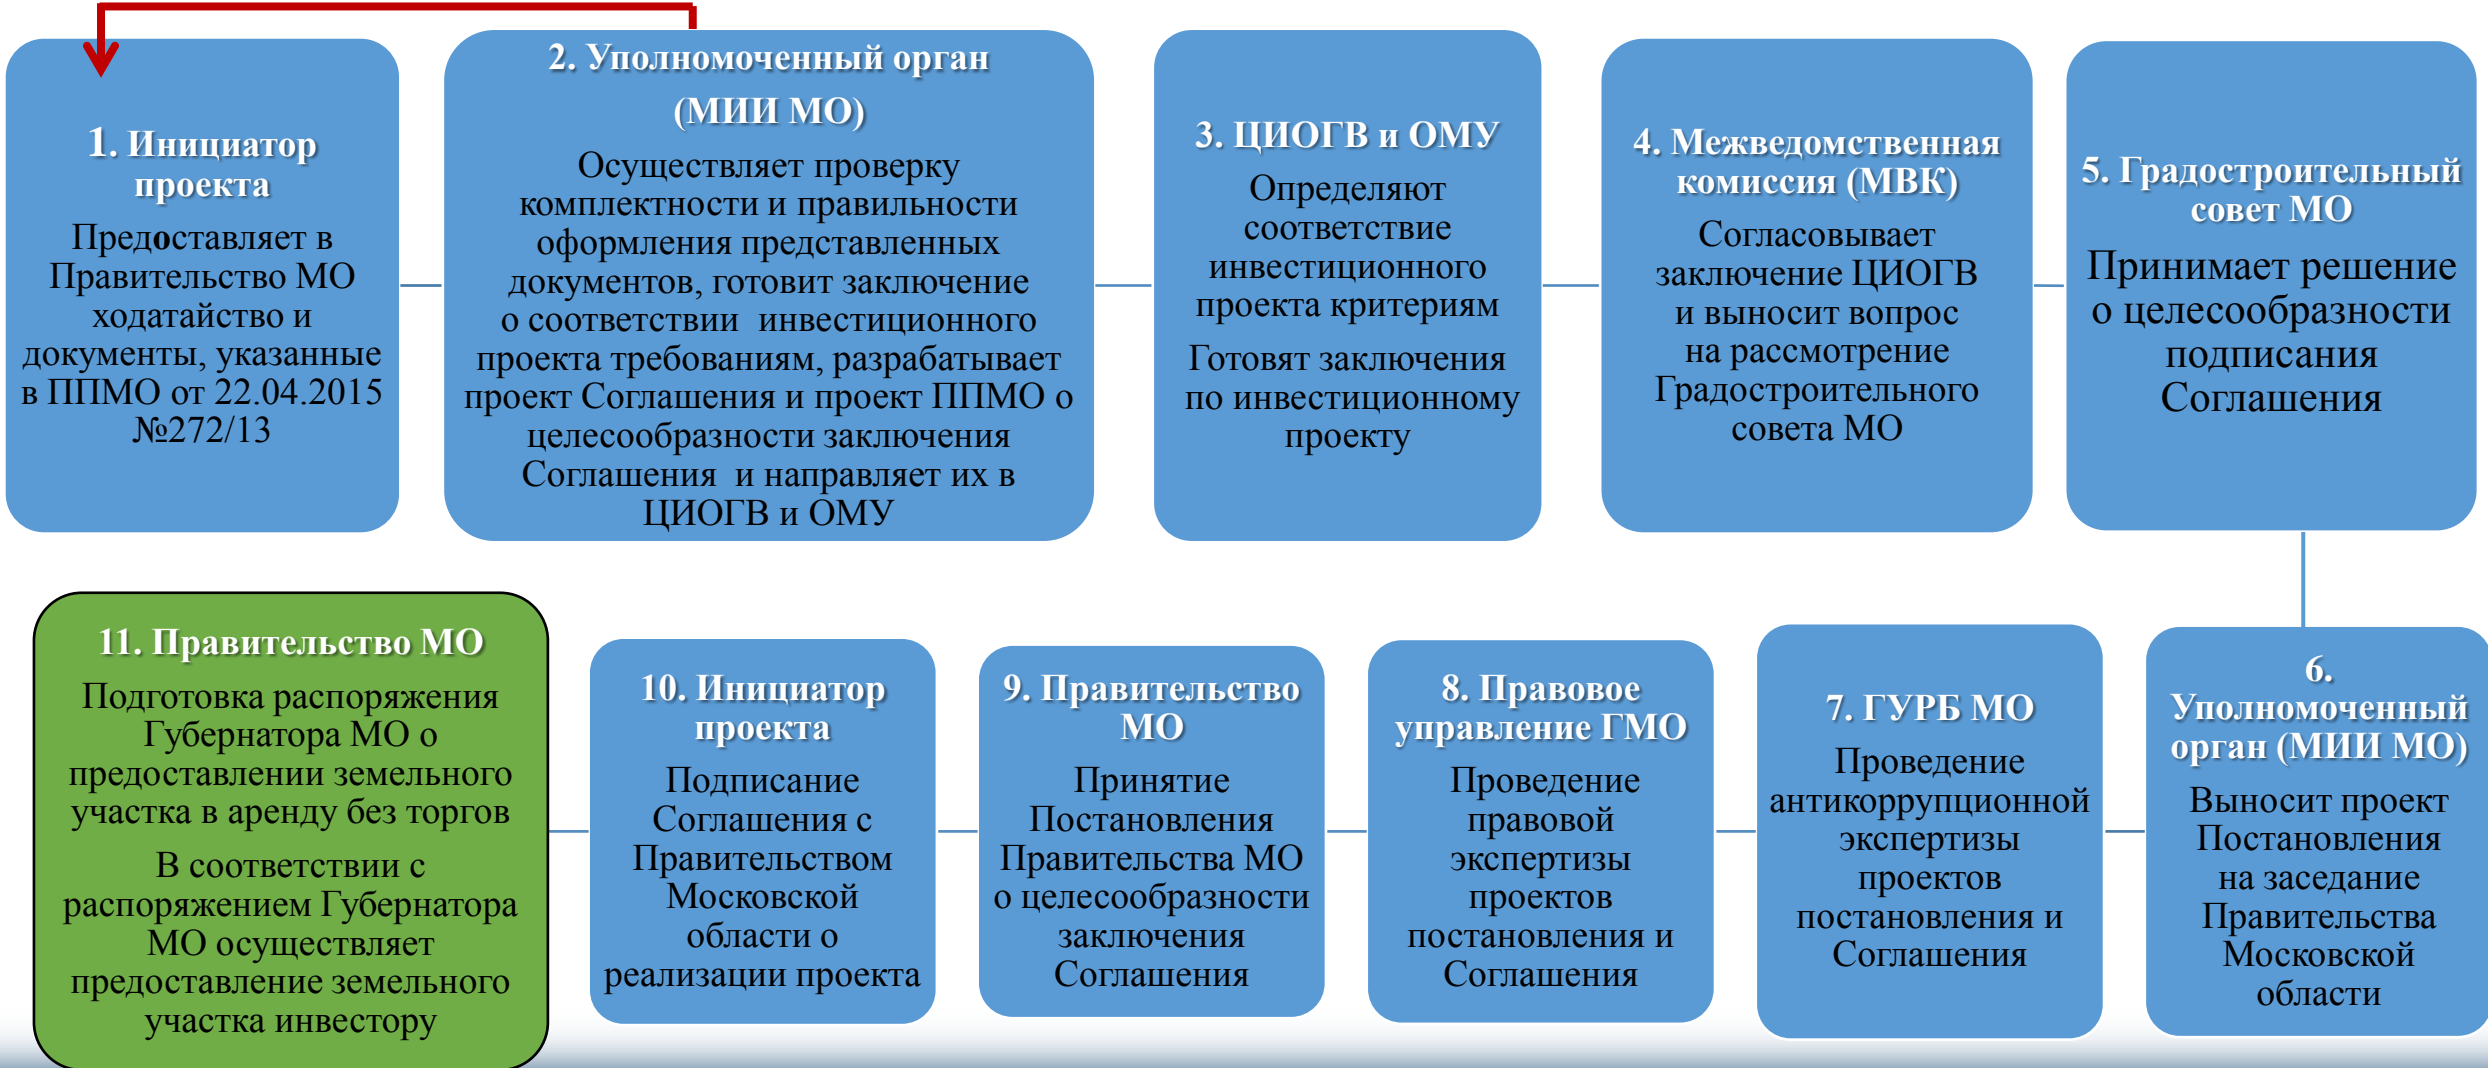 1. Инициатор
проекта
Предоставляет в
Правительство МО
ходатайство и
документы, указанные
в ППМО от 22.04.2015
№272/13
2. Уполномоченный орган
(МИИ МО)
Осуществляет проверку
комплектности и правильности
оформления представленных
документов, готовит заключение
о соответствии инвестиционного
проекта требованиям, разрабатывает
проект Соглашения и проект ППМО о
целесообразности заключения
Соглашения и направляет их в
ЦИОГВ и ОМУ
3. ЦИОГВ и ОМУ
Определяют
соответствие
инвестиционного
проекта критериям
Готовят заключения
по инвестиционному
проекту
4. Межведомственная
комиссия (МВК)
Согласовывает
заключение ЦИОГВ
и выносит вопрос
на рассмотрение
Градостроительного
совета МО
5. Градостроительный
совет МО
Принимает решение
о целесообразности
подписания
Соглашения
6.
Уполномоченный
орган (МИИ МО)
Выносит проект
Постановления
на заседание
Правительства
Московской
области
7. ГУРБ МО
Проведение
антикоррупционной
экспертизы
проектов
постановления и
Соглашения
8. Правовое
управление ГМО
Проведение
правовой
экспертизы
проектов
постановления и
Соглашения
9. Правительство
МО
Принятие
Постановления
Правительства МО
о целесообразности
заключения
Соглашения
10. Инициатор
проекта
Подписание
Соглашения с
Правительством
Московской
области о
реализации проекта
11. Правительство МО
Подготовка распоряжения
Губернатора МО о
предоставлении земельного
участка в аренду без торгов
В соответствии с
распоряжением Губернатора
МО осуществляет
предоставление земельного
участка инвестору